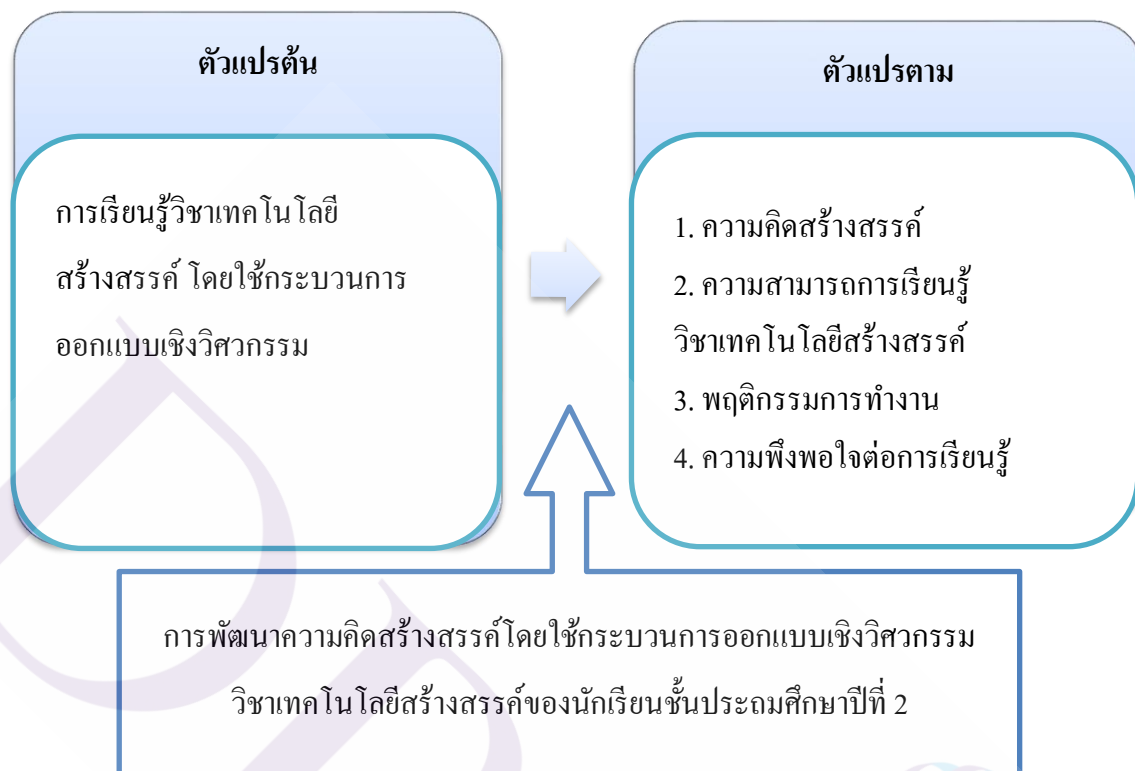 ตัวแปรต้น
การเรียนรู้วิชาเทคโนโลยี
สร้างสรรค์ โดยใช้กระบวนการ
ออกแบบเชิงวิศวกรรม
ตัวแปรตาม
1. ความคิดสร้างสรรค์
2. ความสามารถการเรียนรู้
วิชาเทคโนโลยีสร้างสรรค์
3. พฤติกรรมการทำงาน
4. ความพึงพอใจต่อการเรียนรู้
การพัฒนาความคิดสร้างสรรค์โดยใช้กระบวนการออกแบบเชิงวิศวกรรม
วิชาเทคโนโลยีสร้างสรรค์ของนักเรียนชั้นประถมศึกษาปีที่ 2